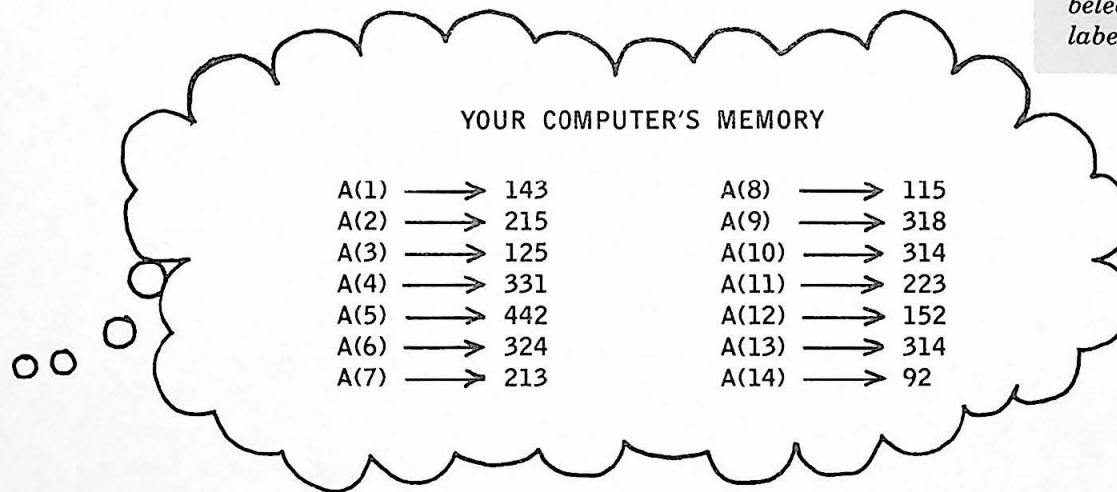 YOUR COMPUTER'S MEMORY
A(1) → 143
A(2) → 215
A(3) → 125
A(4) → 331
A(5) → 442
A(6) → 324
A(7) → 213
A(8) → 115
A(9) → 318
A(10) → 314
A(11) → 223
A(12) → 152
A(13) → 314
A(14) → 92